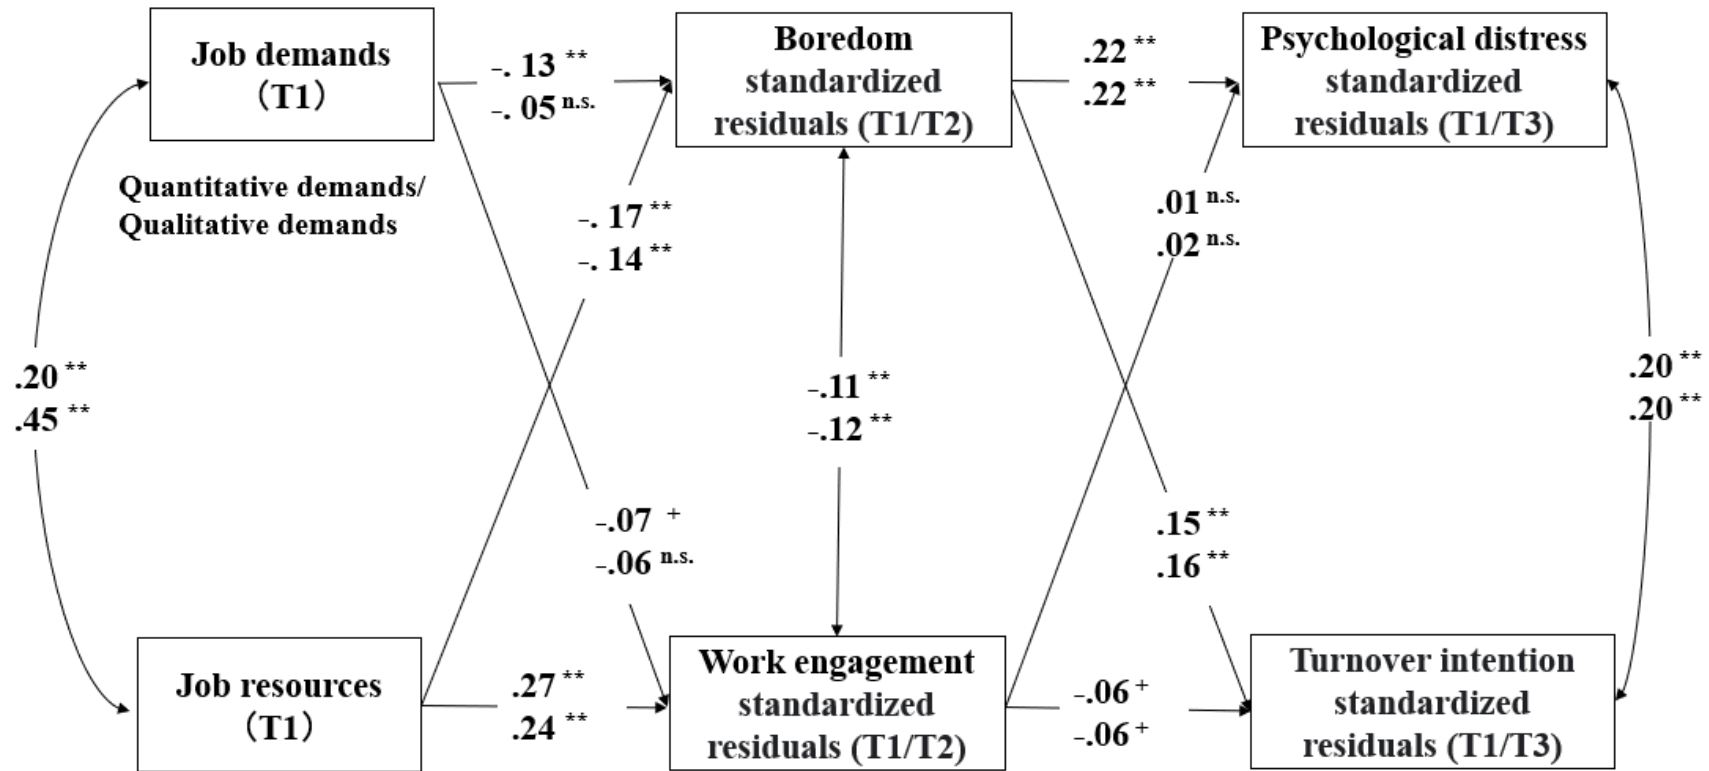 Job demands
（T1）
Quantitative demands/
Qualitative demands
-. 13 **
-. 05 n.s.
Boredom
standardized
residuals (T1/T2)
.22 **
.22 **
Psychological distress
standardized
residuals (T1/T3)
-. 17 **
-. 14 **
.01 n.s.
.02 n.s.
.20 **
.45 **
-.11 **
-.12 **
.20 **
.20 **
-.07 +
-.06 n.s.
.15 **
.16 **
Job resources
（T1）
.27 **
.24 **
Work engagement
standardized
residuals (T1/T2)
-.06 +
-.06 +
Turnover intention
standardized
residuals (T1/T3)